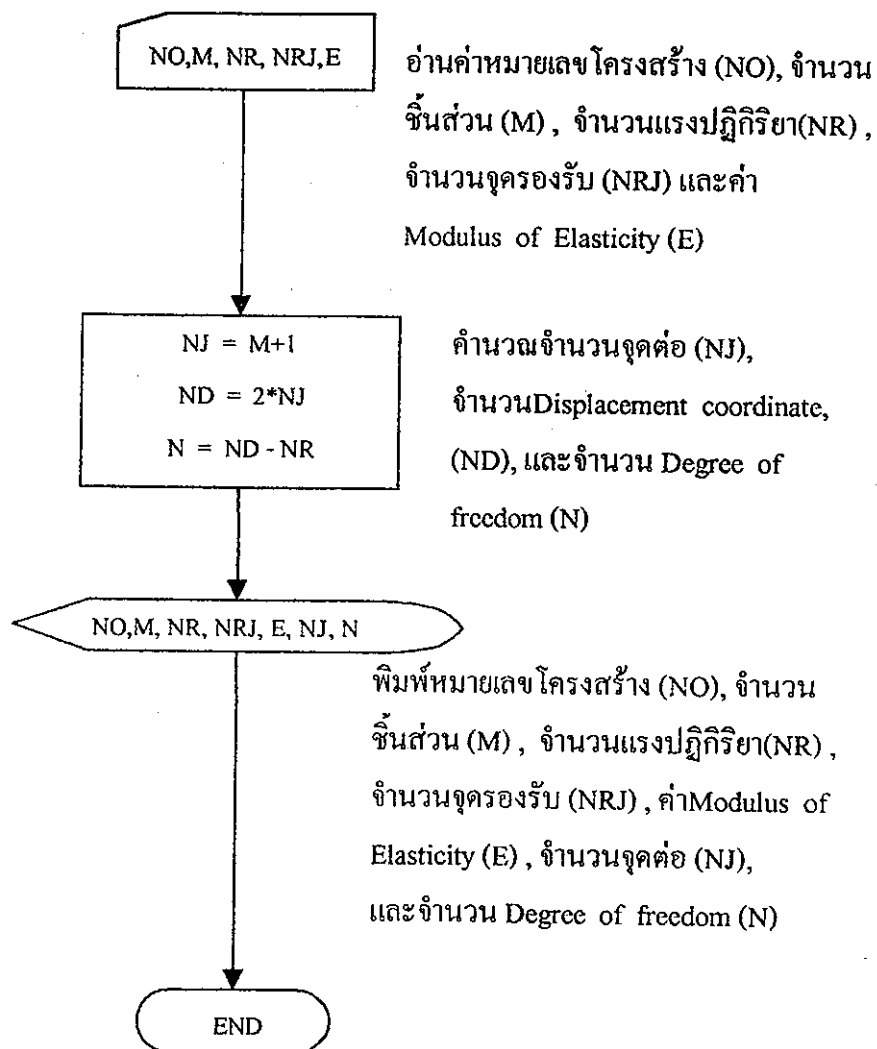 NO,M, NR, NRJ,E
อ่านค่าหมายเลขโครงสร้าง (NO), จำนวน
ชิ้นส่วน (M) , จำนวนแรงปฏิกิริยา(NR) ,
จำนวนจุดรองรับ (NRJ) และค่า
Modulus of Elasticity (E)
NJ = M+1
ND = 2*NJ
N = ND - NR
คำนวณจำนวนจุดต่อ (NJ),
จำนวนDisplacement coordinate,
(ND), และจำนวน Degree of
freedom (N)
NO,M, NR, NRJ, E, NJ, N
พิมพ์หมายเลขโครงสร้าง (NO), จำนวน
ชิ้นส่วน (M) , จำนวนแรงปฏิกิริยา(NR) ,
จำนวนจุดรองรับ (NRJ) , ค่าModulus of
Elasticity (E) , จำนวนจุดต่อ (NJ),
และจำนวน Degree of freedom (N)
END